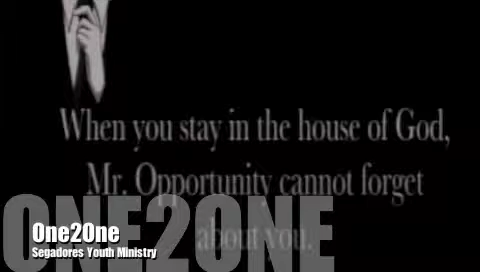 When you stay in the house of God,
Mr. Opportunity cannot forget
about you.
ONE2ONE
One2One
Segadores Youth Ministry